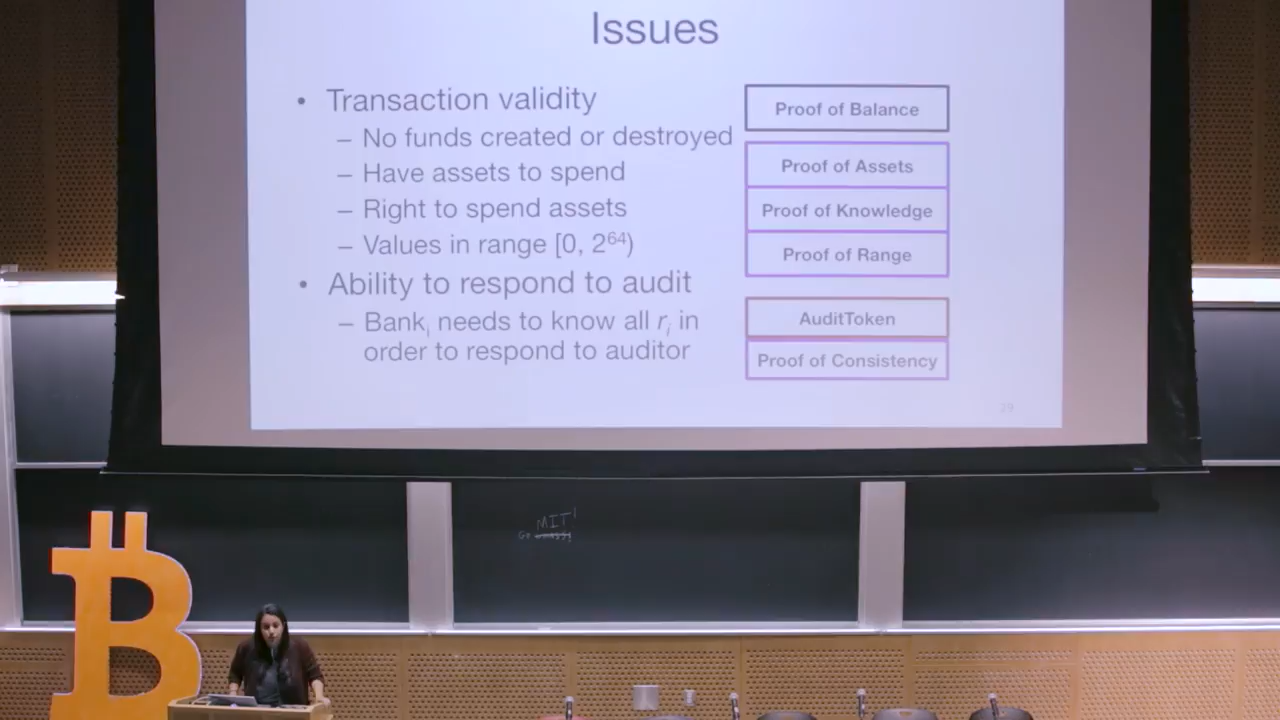 Issues
• Transaction validity
– No funds created or destroyed
– Have assets to spend
– Right to spend assets
– Values in range [0, 2⁶⁴)
• Ability to respond to audit
– Bankᵢ needs to know all rᵢ in
order to respond to auditor
Proof of Balance
Proof of Assets
Proof of Knowledge
Proof of Range
AuditToken
Proof of Consistency
29
MIT!
Go